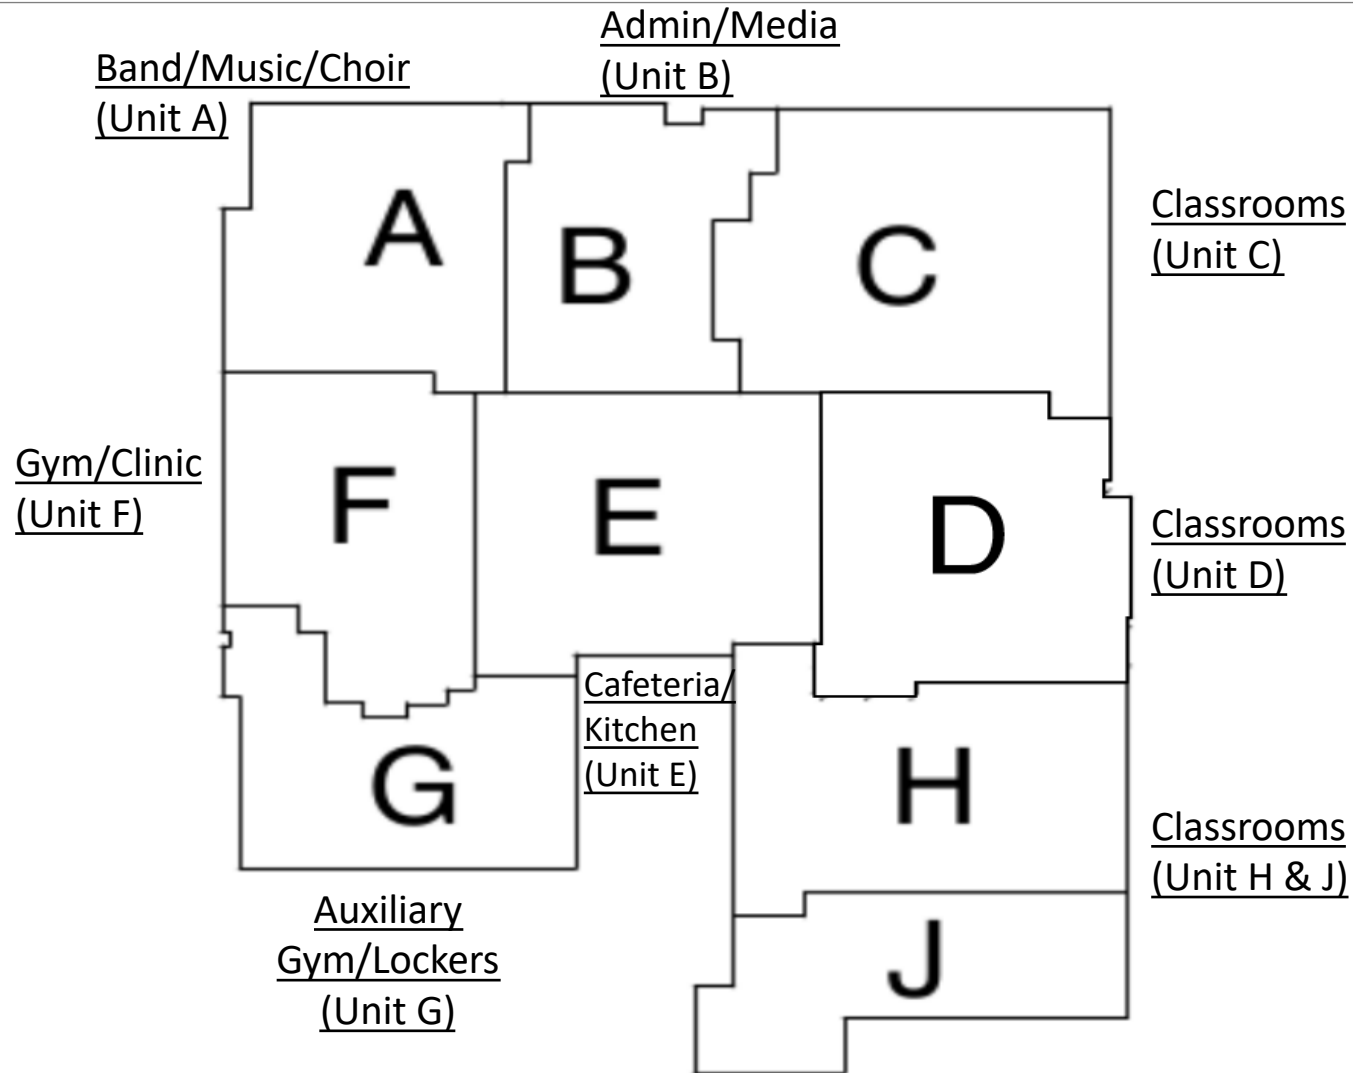 Admin/Media
(Unit B)
Band/Music/Choir
(Unit A)
A
B
C
Classrooms
(Unit C)
Gym/Clinic
(Unit F)
F
E
D
Classrooms
(Unit D)
Cafeteria/
Kitchen
(Unit E)
G
H
Classrooms
(Unit H & J)
Auxiliary
Gym/Lockers
(Unit G)
J